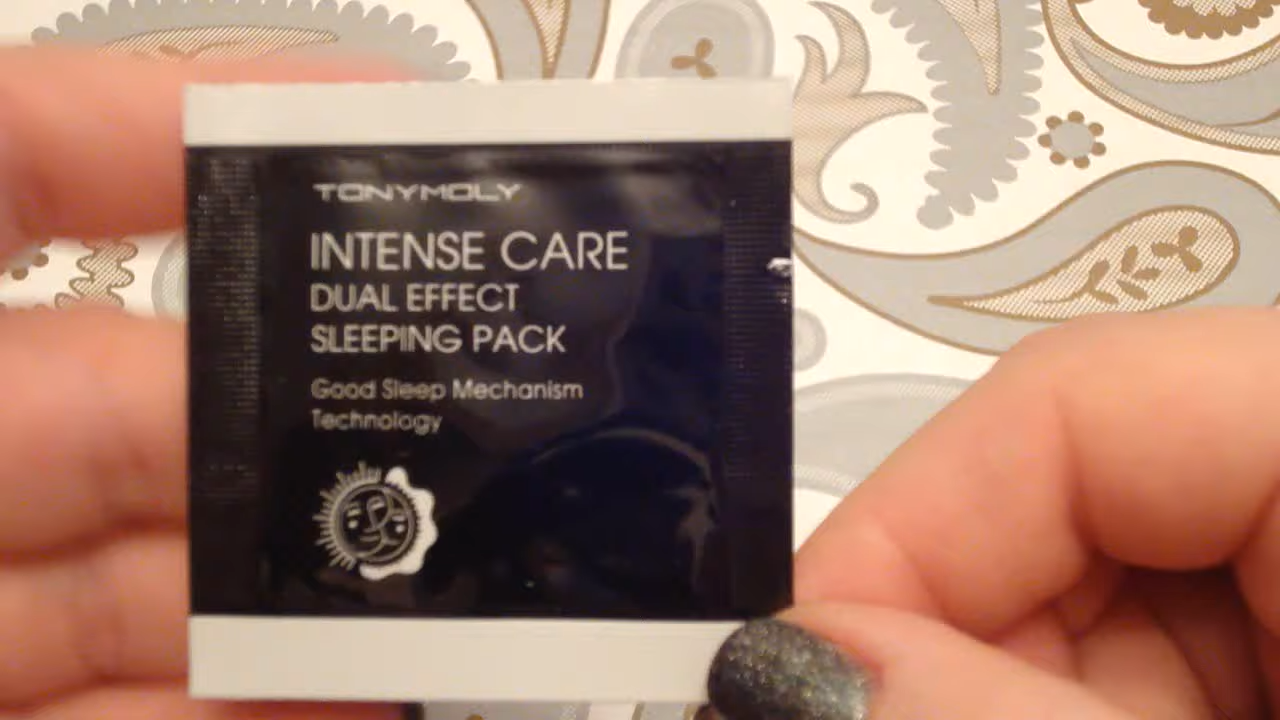 TONYMOLY
INTENSE CARE
DUAL EFFECT
SLEEPING PACK
Good Sleep Mechanism
Technology